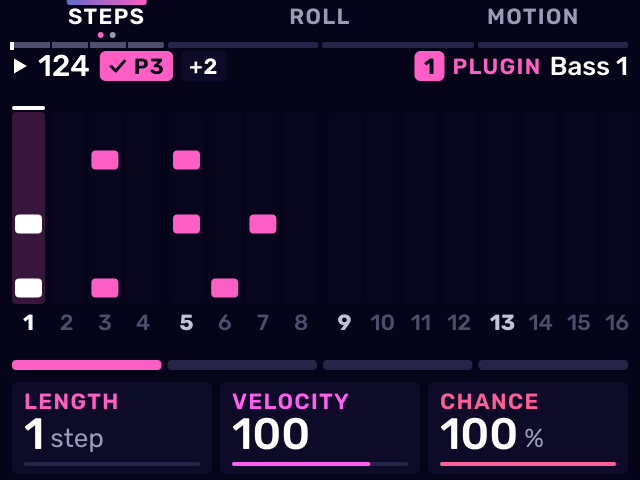 STEPS ROLL MOTION
124 P3 +2 1 PLUGIN Bass 1
1 2 3 4 5 6 7 8 9 10 11 12 13 14 15 16
LENGTH VELOCITY CHANCE
1 step 100 100 %